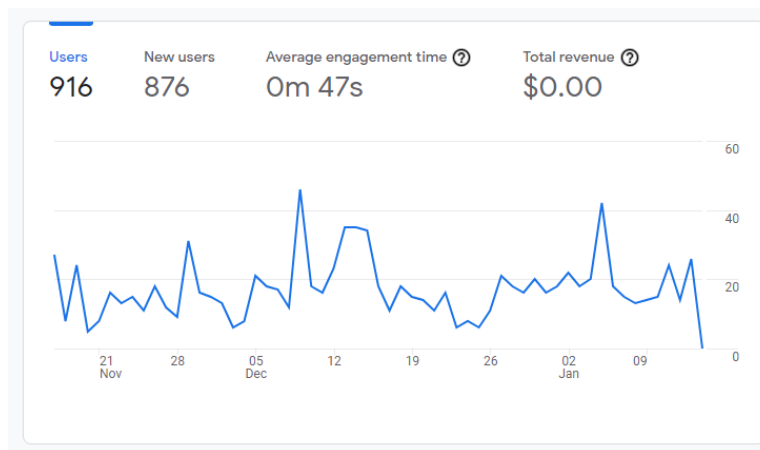 Users New users Average engagement time ? Total revenue ?
916 876 0m 47s $0.00
60
40
20
0
21 28 05 12 19 26 02 09
Nov Dec Jan